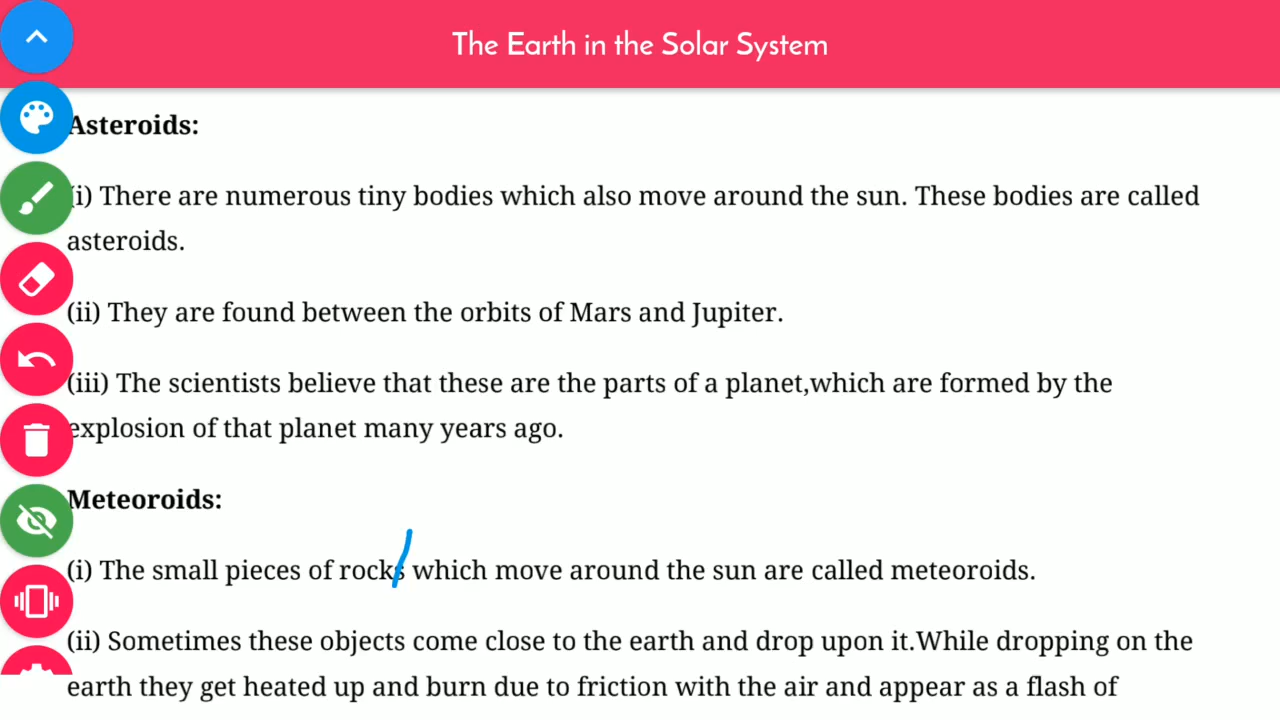 The Earth in the Solar System
Asteroids:
(i) There are numerous tiny bodies which also move around the sun. These bodies are called
asteroids.
(ii) They are found between the orbits of Mars and Jupiter.
(iii) The scientists believe that these are the parts of a planet,which are formed by the
explosion of that planet many years ago.
Meteoroids:
(i) The small pieces of rocks which move around the sun are called meteoroids.
(ii) Sometimes these objects come close to the earth and drop upon it.While dropping on the
earth they get heated up and burn due to friction with the air and appear as a flash of